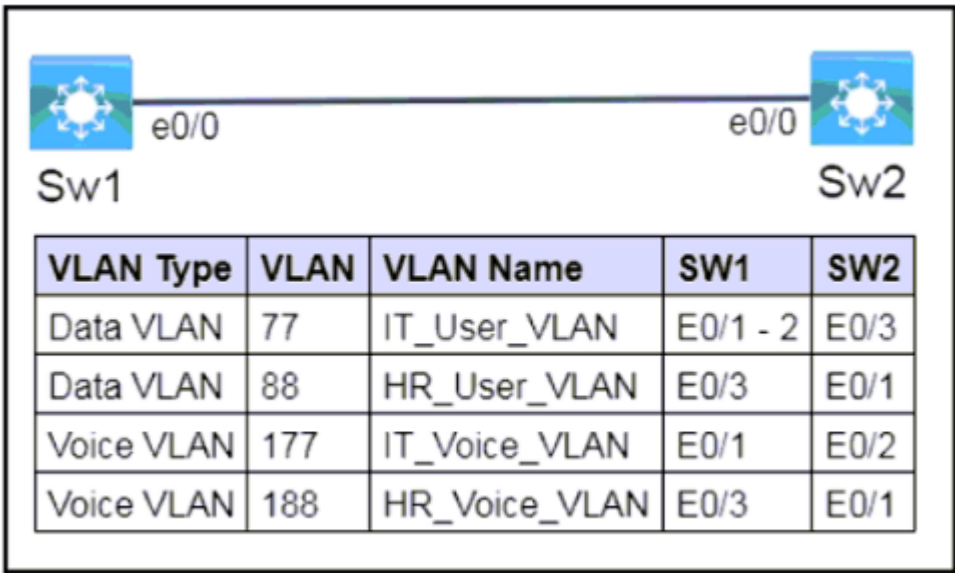 e0/0 e0/0
Sw1 Sw2
VLAN Type VLAN VLAN Name SW1 SW2
Data VLAN 77 IT_User_VLAN E0/1 - 2 E0/3
Data VLAN 88 HR_User_VLAN E0/3 E0/1
Voice VLAN 177 IT_Voice_VLAN E0/1 E0/2
Voice VLAN 188 HR_Voice_VLAN E0/3 E0/1